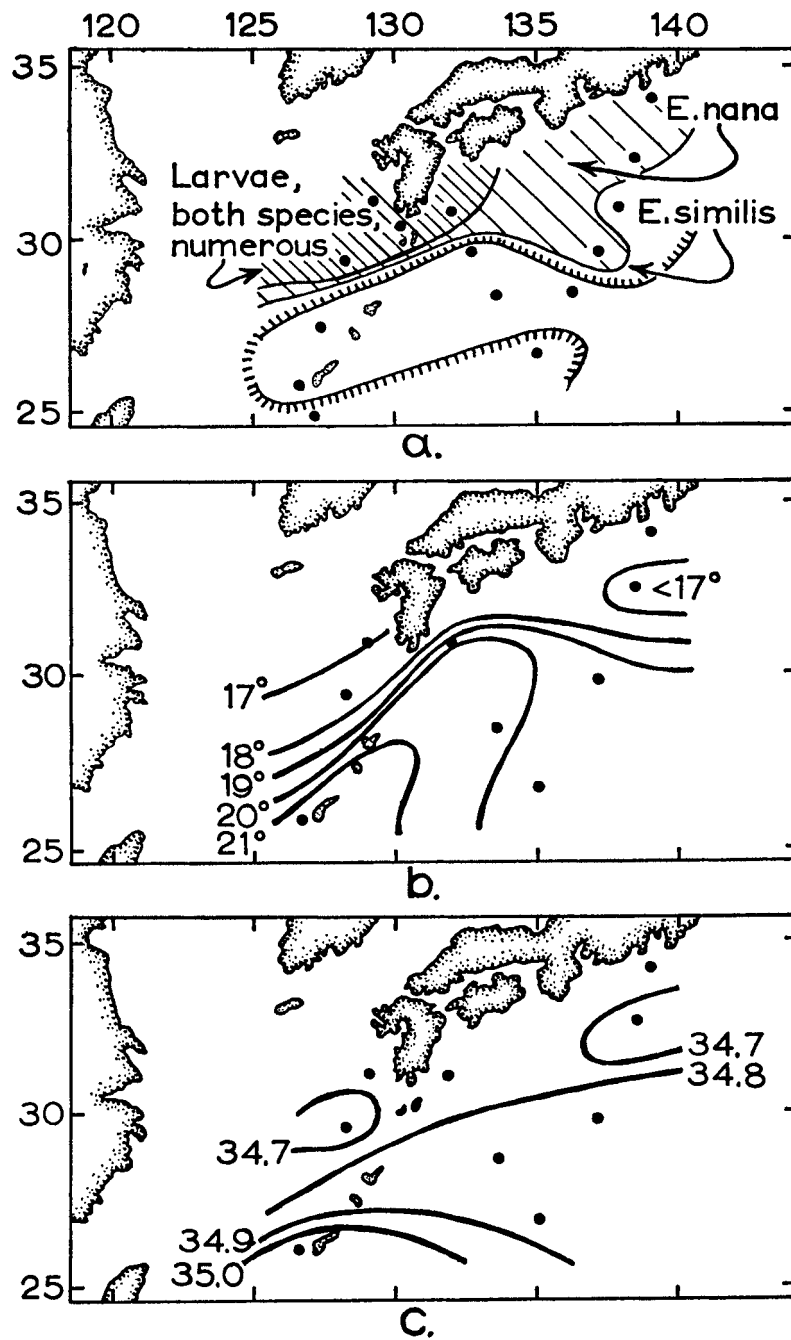 120 125 130 135 140
35
E. nana
Larvae,
both species,
numerous
E. similis
30
25
a.
35
<17°
30
17°
18°
19°
20°
21°
25
b.
35
34.7
34.8
30
34.7
34.9
35.0
25
c.